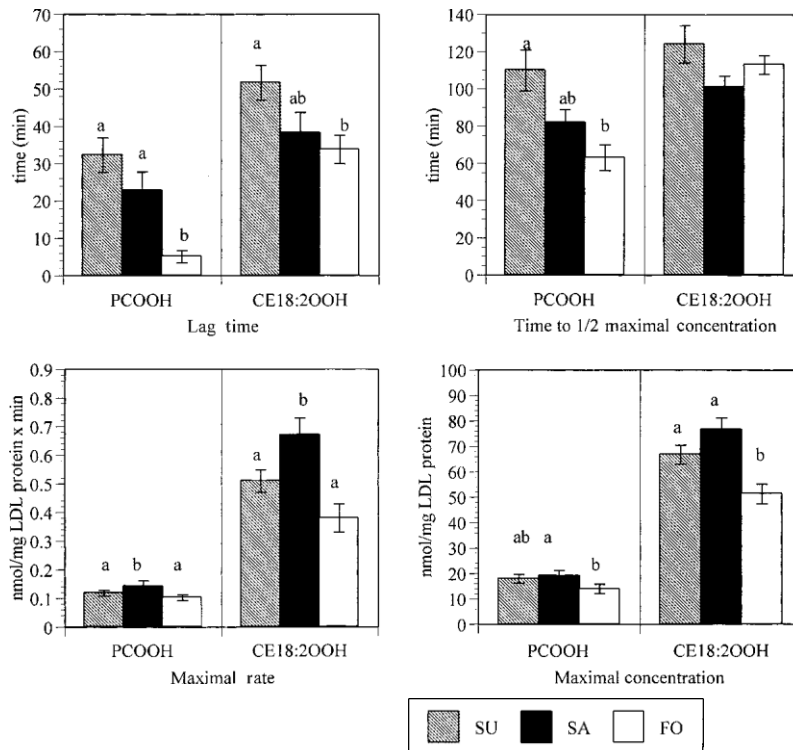 70
60
50
40
30
20
10
0
time (min)
a
a
b
a
ab
b
PCOOH
CE18:2OOH
Lag time
140
120
100
80
60
40
20
0
time (min)
a
ab
b
PCOOH
CE18:2OOH
Time to 1/2 maximal concentration
0.9
0.8
0.7
0.6
0.5
0.4
0.3
0.2
0.1
0
nmol/mg LDL protein x min
a
b
a
a
b
a
PCOOH
CE18:2OOH
Maximal rate
100
90
80
70
60
50
40
30
20
10
0
nmol/mg LDL protein
ab
a
b
a
a
b
PCOOH
CE18:2OOH
Maximal concentration
SU
SA
FO